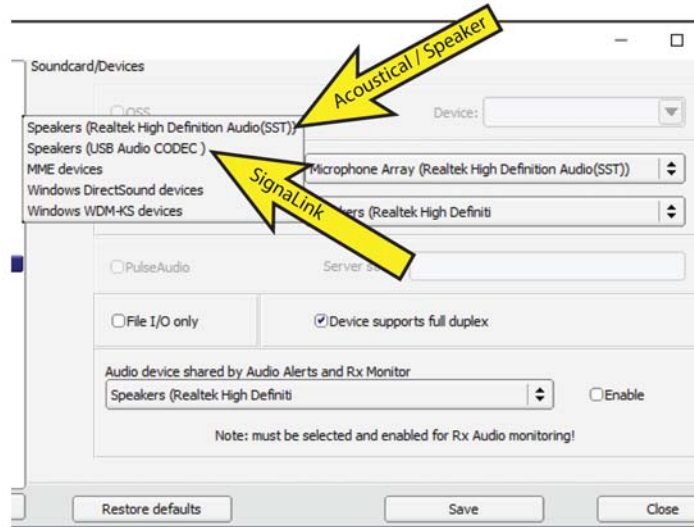 Soundcard/Devices
Acoustical / Speaker
OSS
Device:
Speakers (Realtek High Definition Audio(SST))
Speakers (USB Audio CODEC )
MME devices
Windows DirectSound devices
Windows WDM-KS devices
SignaLink
Microphone Array (Realtek High Definition Audio(SST))
(Realtek High Definiti
PulseAudio
Server
File I/O only
Device supports full duplex
Audio device shared by Audio Alerts and Rx Monitor
Speakers (Realtek High Definiti
Enable
Note: must be selected and enabled for Rx Audio monitoring!
Restore defaults
Save
Close